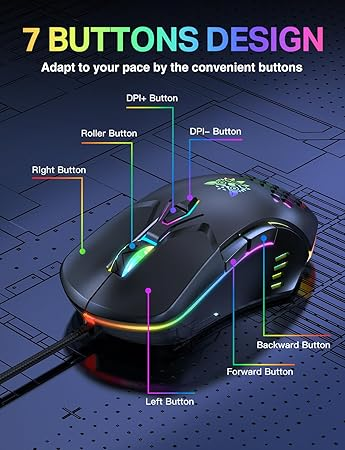 7 BUTTONS DESIGN
Adapt to your pace by the convenient buttons
DPI+ Button
Roller Button
DPI− Button
Right Button
Backward Button
Forward Button
Left Button